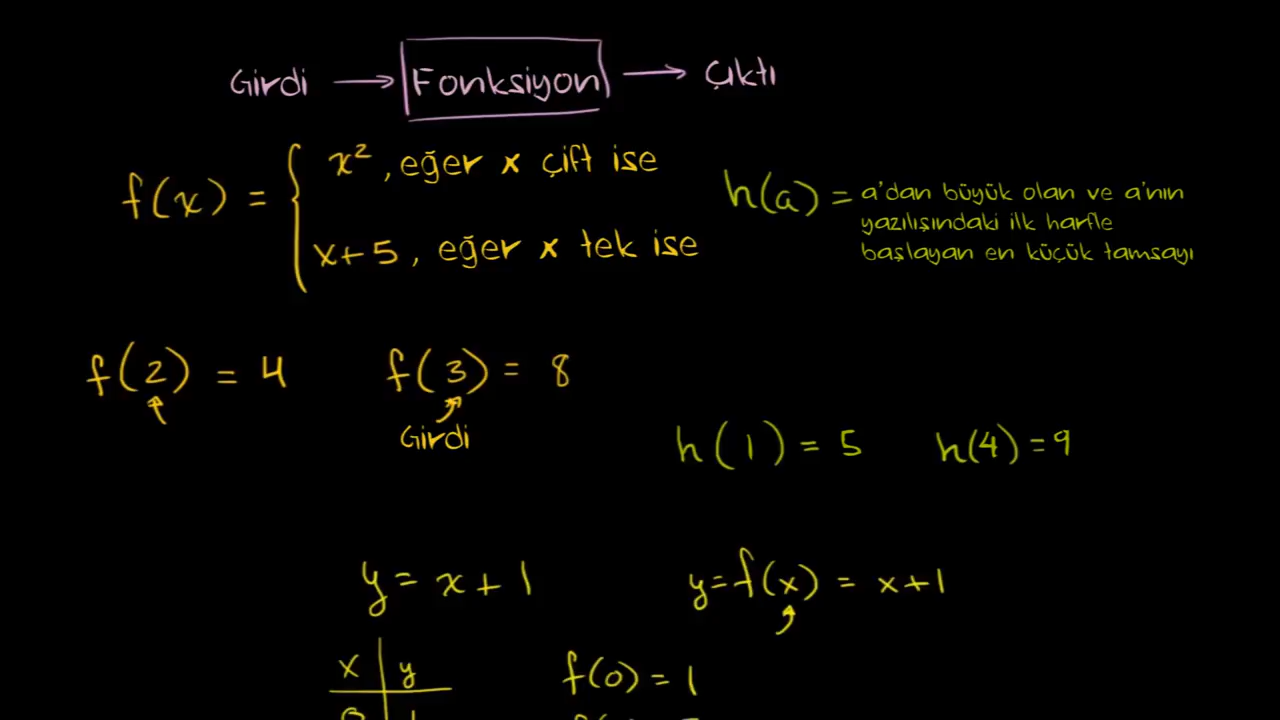 Girdi → Fonksiyon → Çıktı
f(x) = { x², eğer x çift ise
x+5, eğer x tek ise
h(a) = a'dan büyük olan ve a'nın
yazılışındaki ilk harfle
başlayan en küçük tamsayı
f(2) = 4 f(3) = 8
Girdi
h(1) = 5 h(4) = 9
y = x + 1 y = f(x) = x+1
x y
f(0) = 1